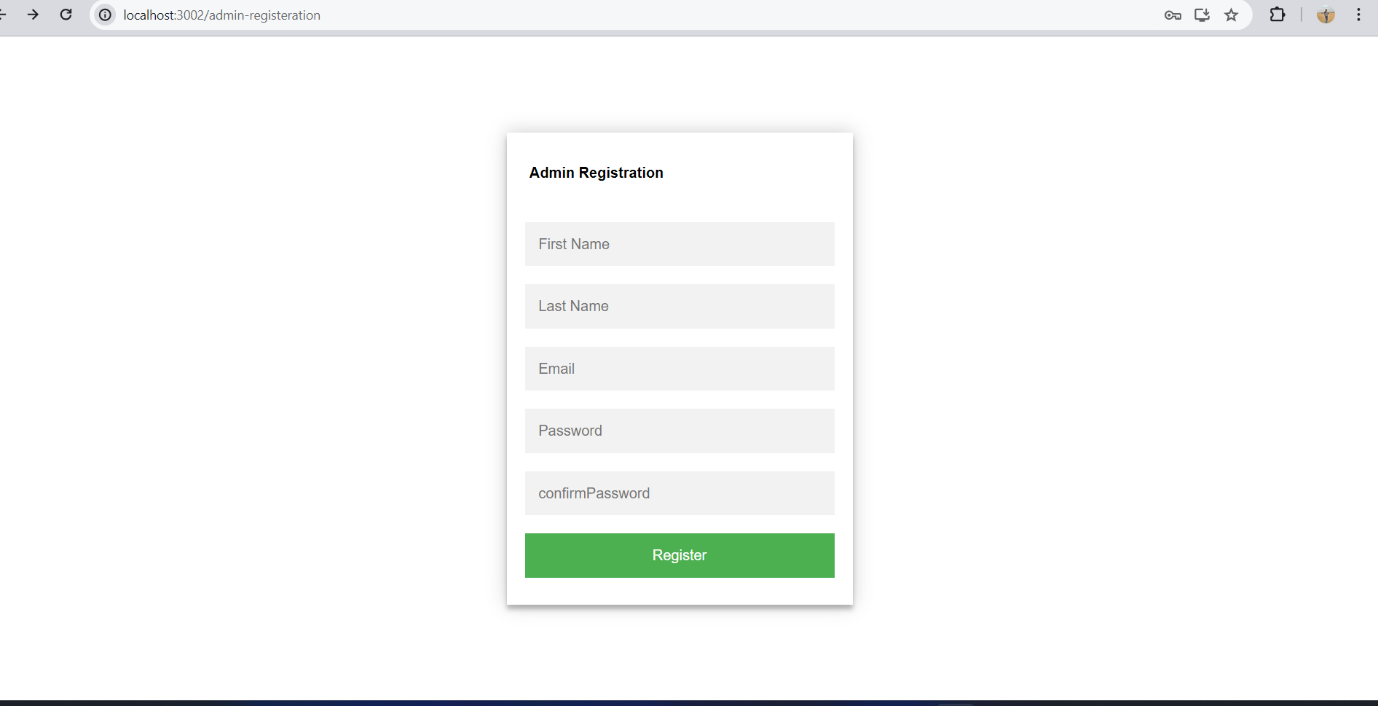 localhost:3002/admin-registeration
Admin Registration
First Name
Last Name
Email
Password
confirmPassword
Register